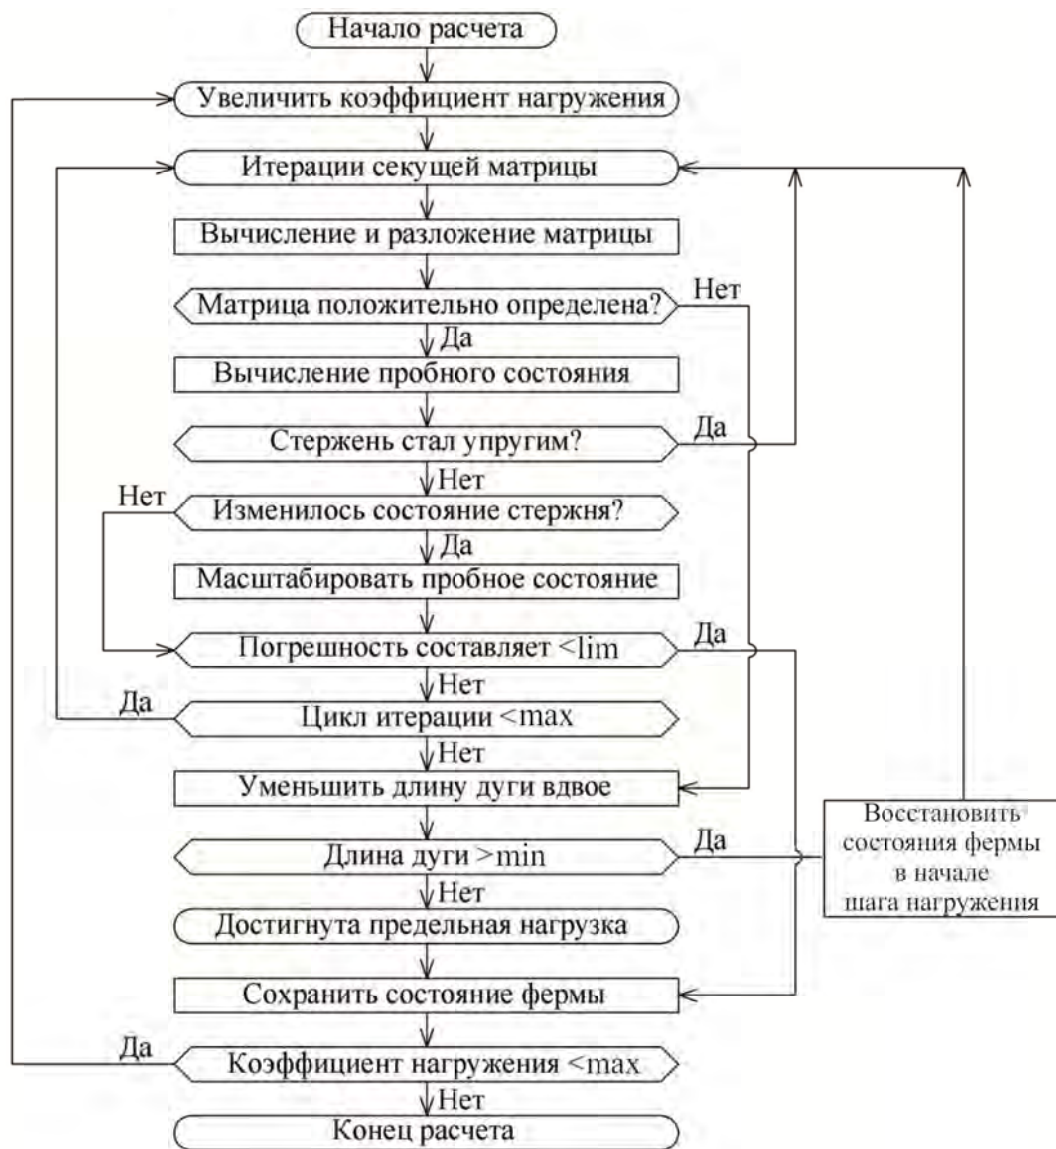 Начало расчета
Увеличить коэффициент нагружения
Итерации секущей матрицы
Вычисление и разложение матрицы
Матрица положительно определена?
Нет
Да
Вычисление пробного состояния
Стержень стал упругим?
Да
Нет
Нет
Изменилось состояние стержня?
Да
Масштабировать пробное состояние
Погрешность составляет <lim
Да
Нет
Да
Цикл итерации <max
Нет
Уменьшить длину дуги вдвое
Длина дуги >min
Да
Восстановить
состояния фермы
в начале
шага нагружения
Нет
Достигнута предельная нагрузка
Сохранить состояние фермы
Да
Коэффициент нагружения <max
Нет
Конец расчета